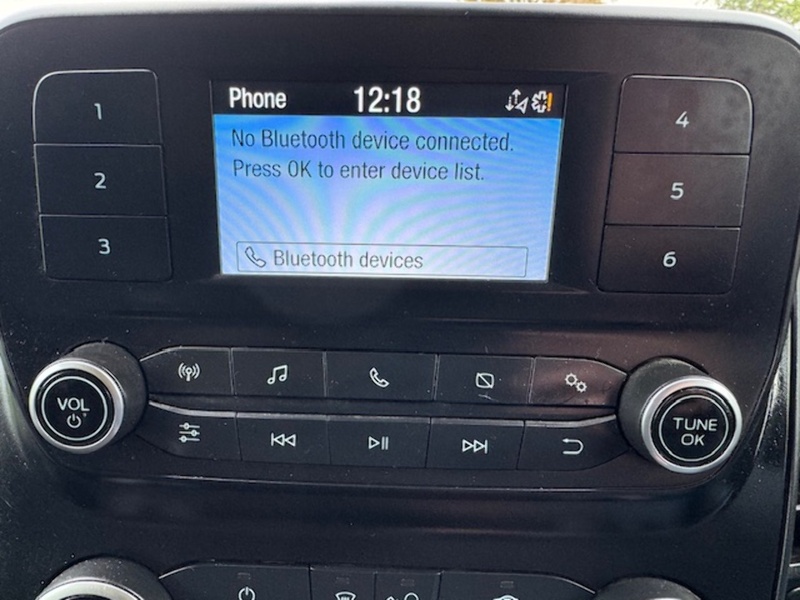 Phone 12:18
No Bluetooth device connected.
Press OK to enter device list.
Bluetooth devices
1
2
3
4
5
6
VOL
TUNE
OK